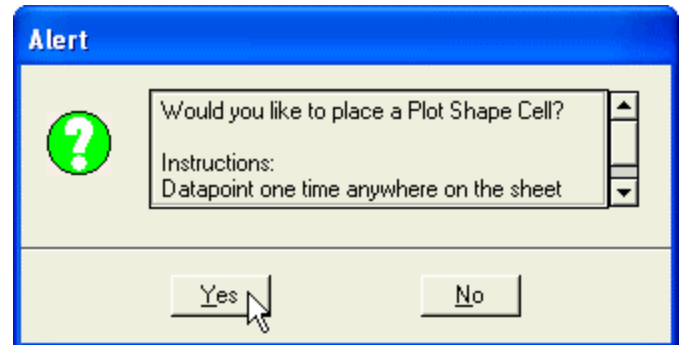 Alert
Would you like to place a Plot Shape Cell?
Instructions:
Datapoint one time anywhere on the sheet
Yes
No